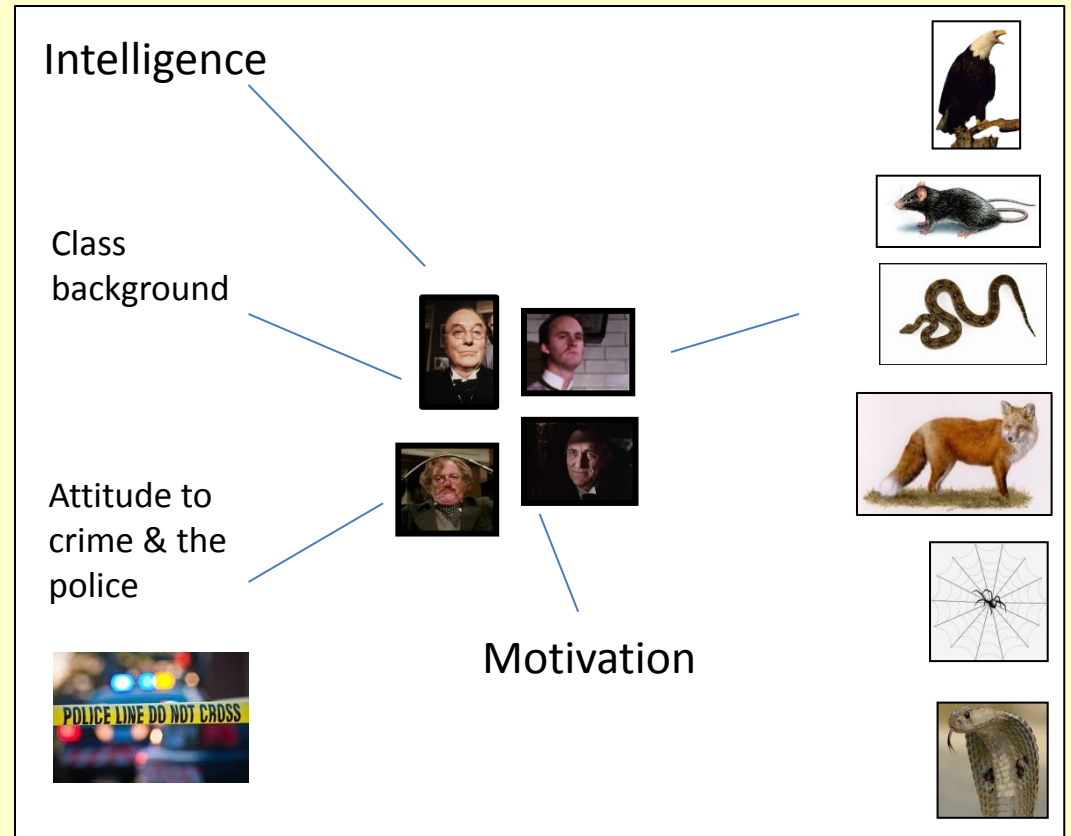 Intelligence
Class
background
Attitude to
crime & the
police
Motivation
POLICE LINE DO NOT CROSS